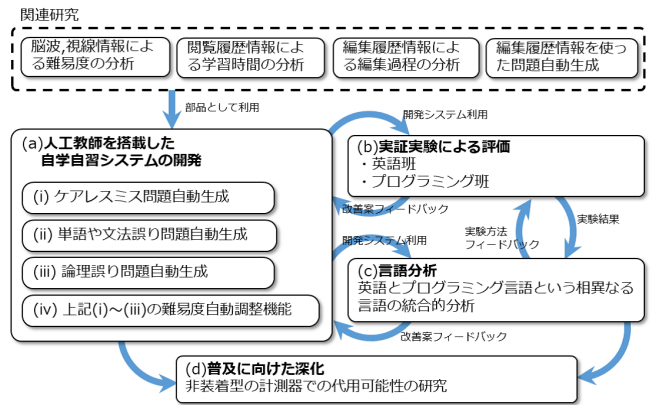 関連研究
脳波,視線情報によ
る難易度の分析
閲覧履歴情報によ
る学習時間の分析
編集履歴情報によ
る編集過程の分析
編集履歴情報を使っ
た問題自動生成
部品として利用
開発システム利用
(a)人工教師を搭載した
自学自習システムの開発
(i) ケアレスミス問題自動生成
(ii) 単語や文法誤り問題自動生成
(iii) 論理誤り問題自動生成
(iv) 上記(i)～(iii)の難易度自動調整機能
(b)実証実験による評価
・英語班
・プログラミング班
改善案フィードバック
開発システム利用
実験方法
フィードバック
実験結果
(c)言語分析
英語とプログラミング言語という相異なる
言語の統合的分析
改善案フィードバック
(d)普及に向けた深化
非装着型の計測器での代用可能性の研究